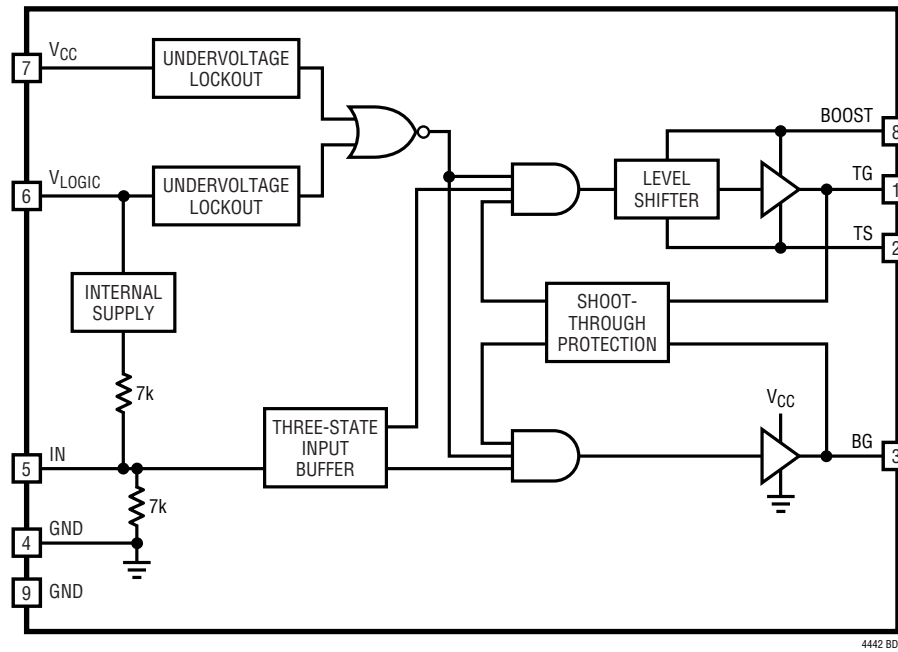 7
VCC
UNDERVOLTAGE
LOCKOUT
6
VLOGIC
UNDERVOLTAGE
LOCKOUT
BOOST
8
TG
1
TS
2
LEVEL
SHIFTER
INTERNAL
SUPPLY
SHOOT-
THROUGH
PROTECTION
7k
VCC
5
IN
THREE-STATE
INPUT
BUFFER
BG
3
7k
4
GND
9
GND
4442 BD